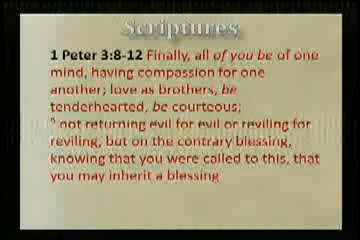 Scriptures
1 Peter 3:8-12 Finally, all of you be of one
mind, having compassion for one
another; love as brothers, be
tenderhearted, be courteous;
9 not returning evil for evil or reviling for
reviling, but on the contrary blessing,
knowing that you were called to this, that
you may inherit a blessing